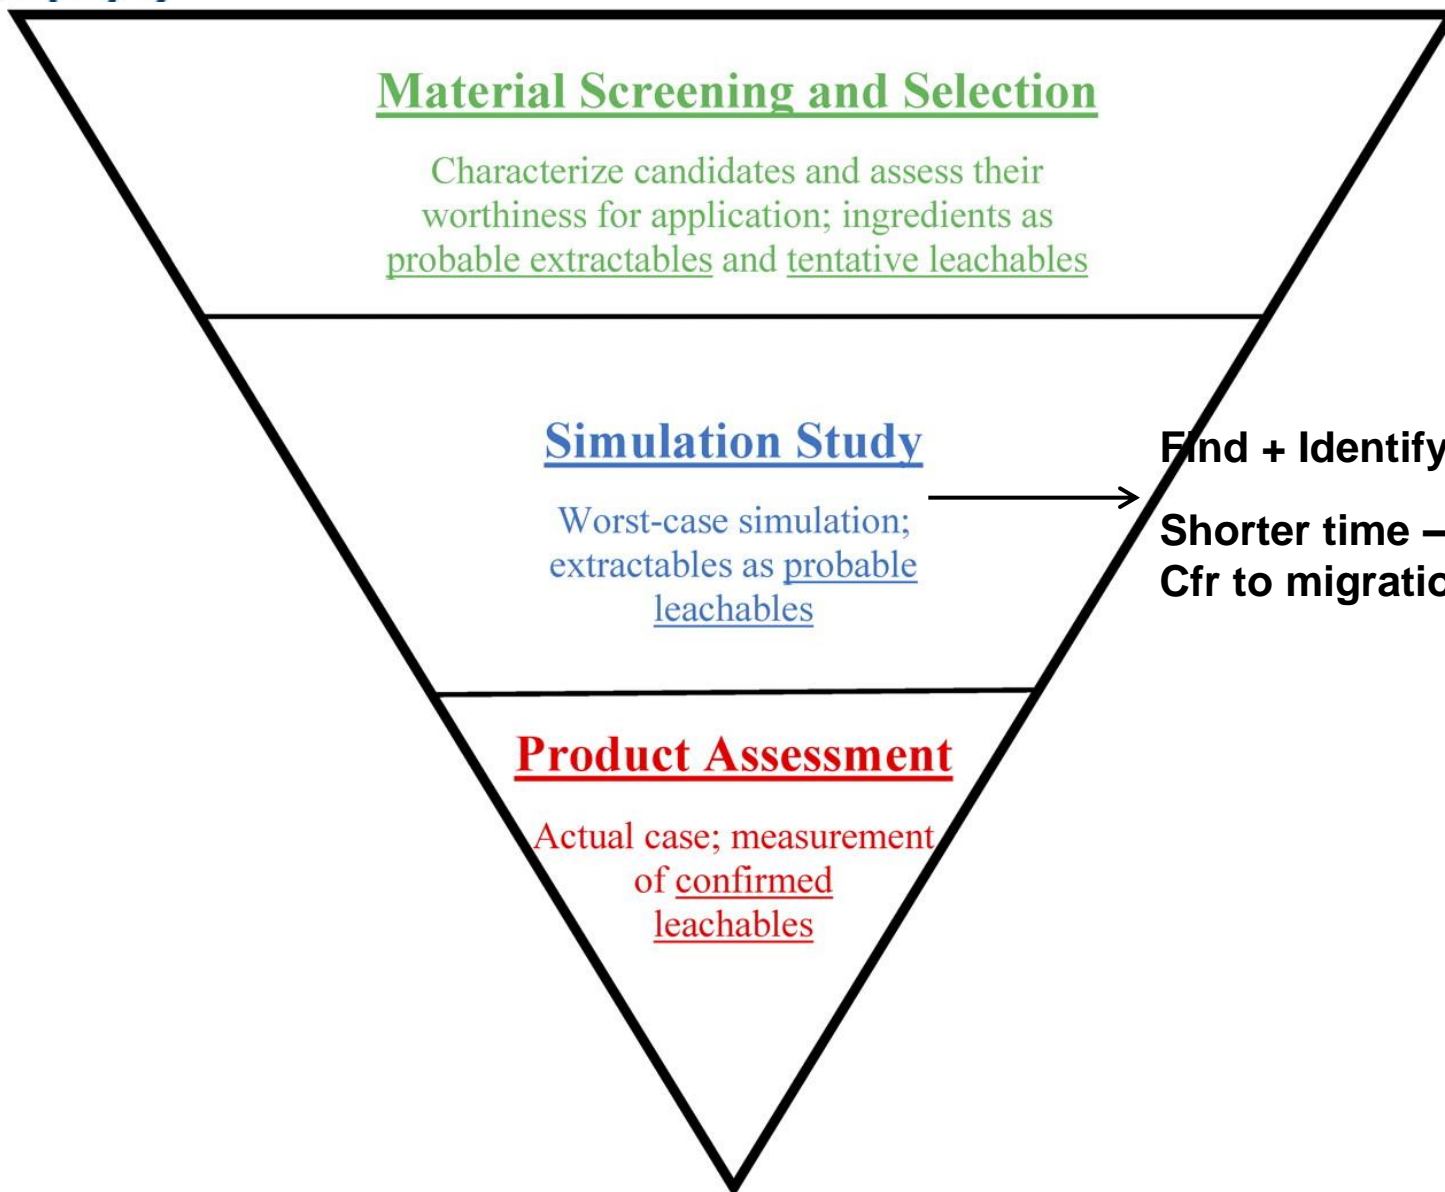 Material Screening and Selection
Characterize candidates and assess their
worthiness for application; ingredients as
probable extractables and tentative leachables
Simulation Study
Worst-case simulation;
extractables as probable
leachables
Find + Identify
Shorter time –
Cfr to migratio
Product Assessment
Actual case; measurement
of confirmed
leachables